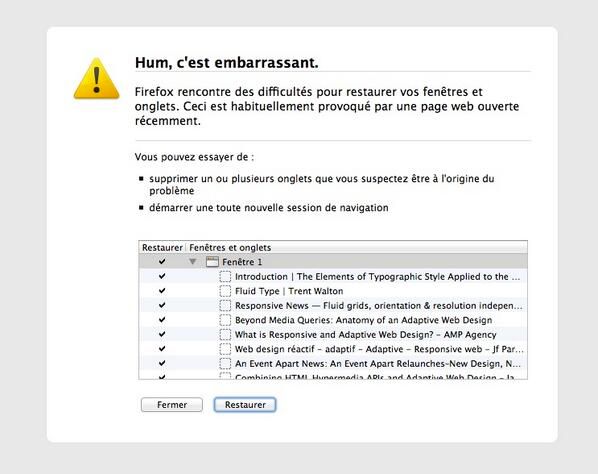 Hum, c'est embarrassant.
Firefox rencontre des difficultés pour restaurer vos fenêtres et
onglets. Ceci est habituellement provoqué par une page web ouverte
récemment.
Vous pouvez essayer de :
supprimer un ou plusieurs onglets que vous suspectez être à l'origine du
problème
démarrer une toute nouvelle session de navigation
Restaurer Fenêtres et onglets
Fenêtre 1
Introduction | The Elements of Typographic Style Applied to the ...
Fluid Type | Trent Walton
Responsive News — Fluid grids, orientation & resolution indepen...
Beyond Media Queries: Anatomy of an Adaptive Web Design
What is Responsive and Adaptive Web Design? – AMP Agency
Web design réactif – adaptif – Adaptive – Responsive web – Jf Par...
An Event Apart News: An Event Apart Relaunches–New Design, N...
Combining HTML Hypermedia APIs and Adaptive Web Design – Ja...
Fermer Restaurer